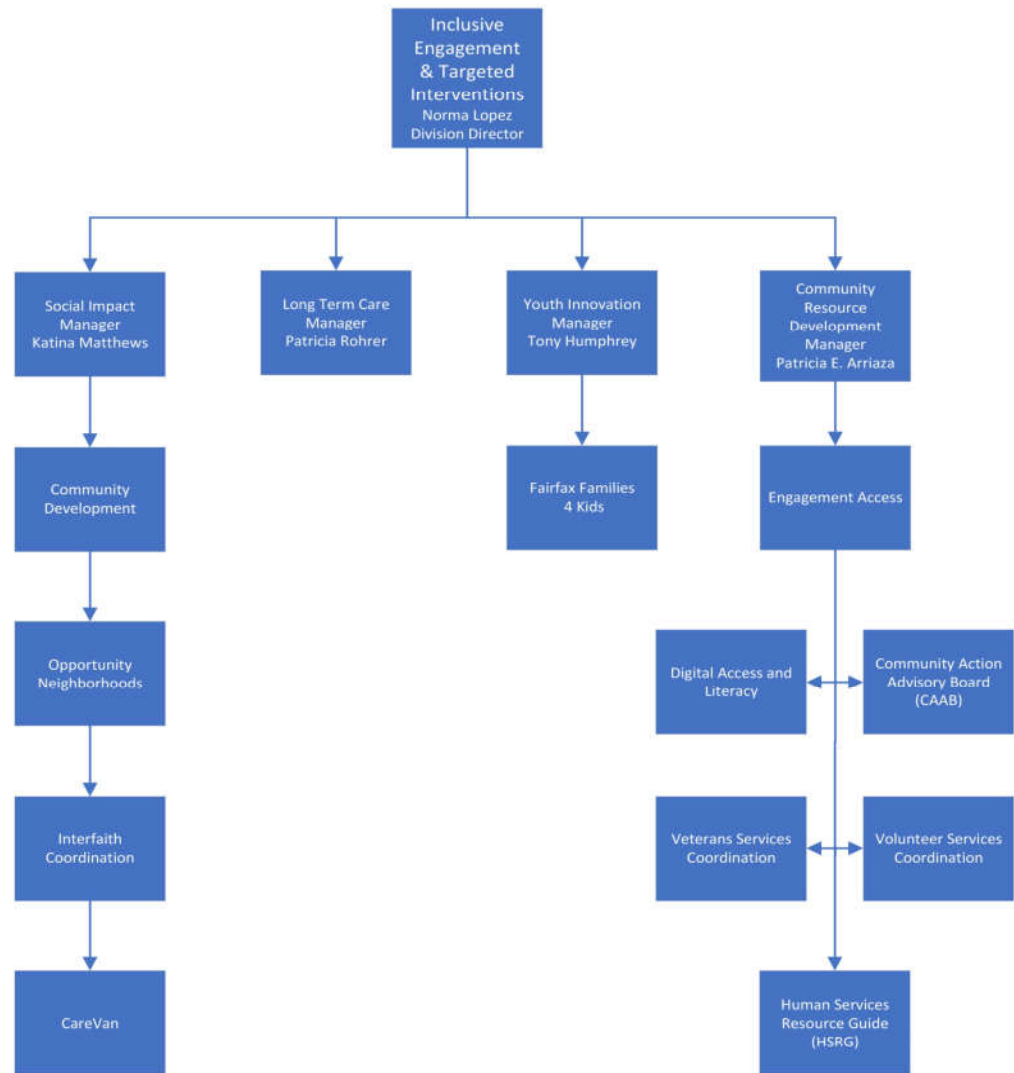 Inclusive
Engagement
& Targeted
Interventions
Norma Lopez
Division Director
Social Impact
Manager
Katina Matthews
Long Term Care
Manager
Patricia Rohrer
Youth Innovation
Manager
Tony Humphrey
Community
Resource
Development
Manager
Patricia E. Arriaza
Community
Development
Fairfax Families
4 Kids
Engagement Access
Opportunity
Neighborhoods
Digital Access and
Literacy
Community Action
Advisory Board
(CAAB)
Interfaith
Coordination
Veterans Services
Coordination
Volunteer Services
Coordination
CareVan
Human Services
Resource Guide
(HSRG)